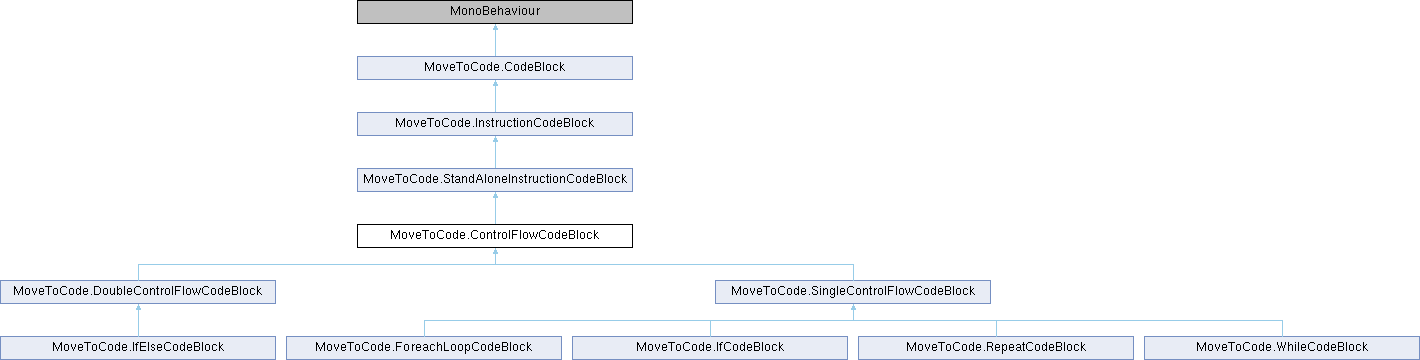 MonoBehaviour
MoveToCode.CodeBlock
MoveToCode.InstructionCodeBlock
MoveToCode.StandAloneInstructionCodeBlock
MoveToCode.ControlFlowCodeBlock
MoveToCode.DoubleControlFlowCodeBlock
MoveToCode.SingleControlFlowCodeBlock
MoveToCode.IfElseCodeBlock
MoveToCode.ForeachLoopCodeBlock
MoveToCode.IfCodeBlock
MoveToCode.RepeatCodeBlock
MoveToCode.WhileCodeBlock